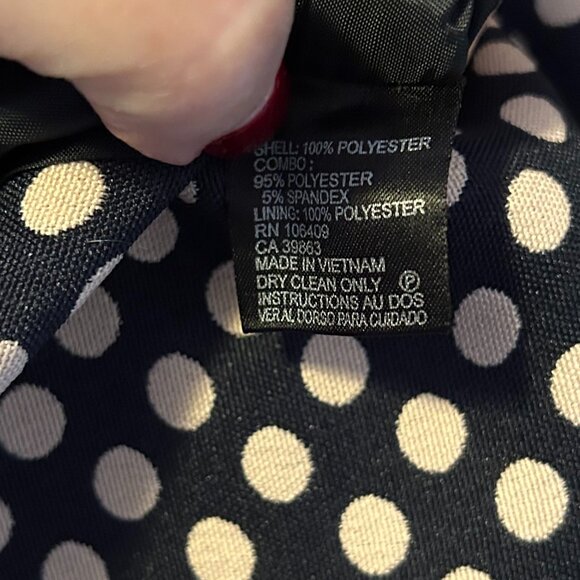 SHELL: 100% POLYESTER
COMBO :
95% POLYESTER
5% SPANDEX
LINING: 100% POLYESTER
RN 106409
CA 39863
MADE IN VIETNAM
DRY CLEAN ONLY Ⓟ
INSTRUCTIONS AU DOS
VER AL DORSO PARA CUIDADO